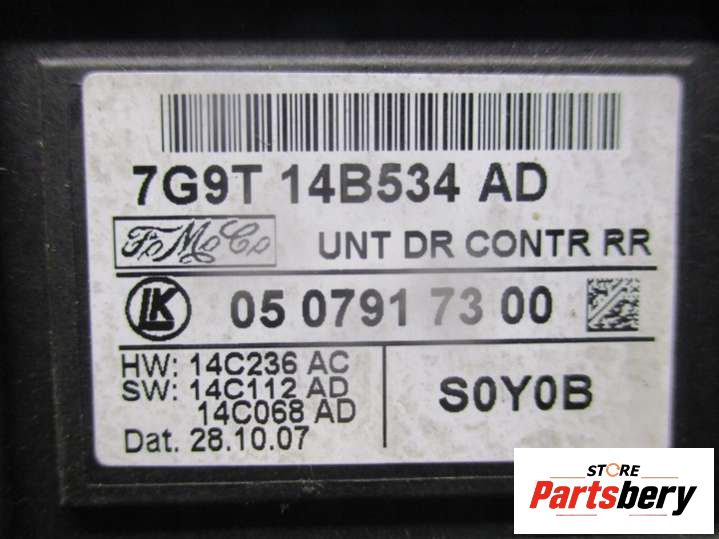 7G9T 14B534 AD
FoMoCo
UNT DR CONTR RR
LK
05 0791 73 00
HW: 14C236 AC
SW: 14C112 AD
14C068 AD
Dat. 28.10.07
S0Y0B
STORE
Partsbery